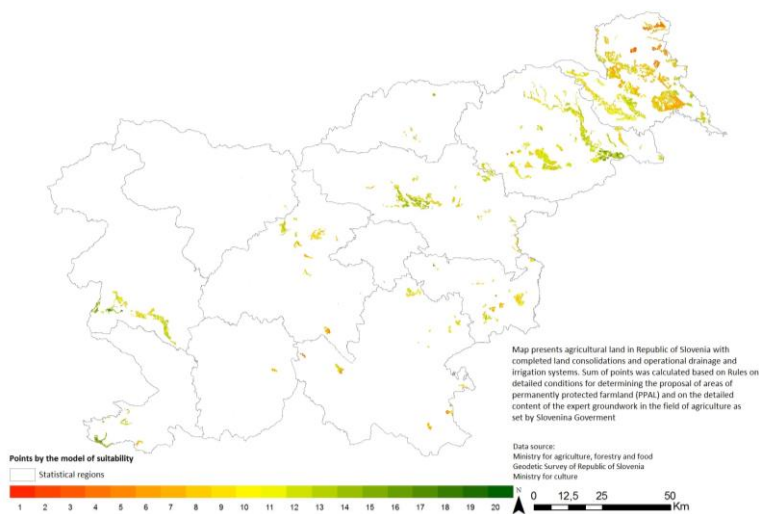 Map presents agricultural land in Republic of Slovenia with
completed land consolidations and operational drainage and
irrigation systems. Sum of points was calculated based on Rules on
detailed conditions for determining the proposal of areas of
permanently protected farmland (PPAL) and on the detailed
content of the expert groundwork in the field of agriculture as
set by Slovenina Goverment
Data source:
Ministry for agriculture, forestry and food
Geodetic Survey of Republic of Slovenia
Ministry for culture
Points by the model of suitability
Statistical regions
1 2 3 4 5 6 7 8 9 10 11 12 13 14 15 16 17 18 19 20
N
0 12,5 25 50
Km